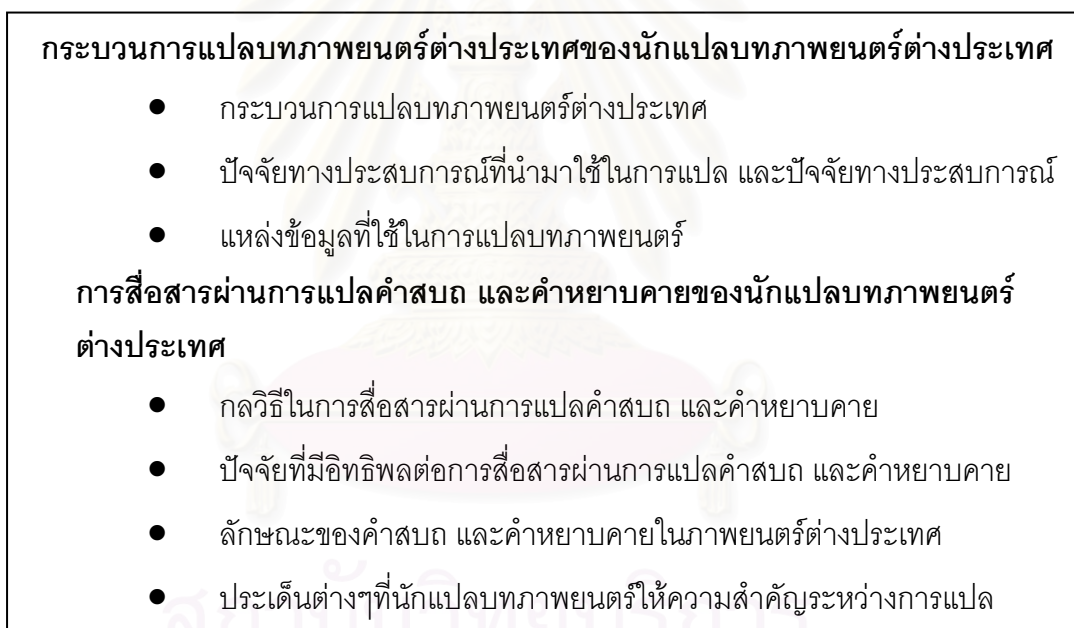 กระบวนการแปลบทภาพยนตร์ต่างประเทศของนักแปลบทภาพยนตร์ต่างประเทศ
● กระบวนการแปลบทภาพยนตร์ต่างประเทศ
● ปัจจัยทางประสบการณ์ที่นำมาใช้ในการแปล และปัจจัยทางประสบการณ์
● แหล่งข้อมูลที่ใช้ในการแปลบทภาพยนตร์
การสื่อสารผ่านการแปลคำสบถ และคำหยาบคายของนักแปลบทภาพยนตร์
ต่างประเทศ
● กลวิธีในการสื่อสารผ่านการแปลคำสบถ และคำหยาบคาย
● ปัจจัยที่มีอิทธิพลต่อการสื่อสารผ่านการแปลคำสบถ และคำหยาบคาย
● ลักษณะของคำสบถ และคำหยาบคายในภาพยนตร์ต่างประเทศ
● ประเด็นต่างๆที่นักแปลบทภาพยนตร์ให้ความสำคัญระหว่างการแปล